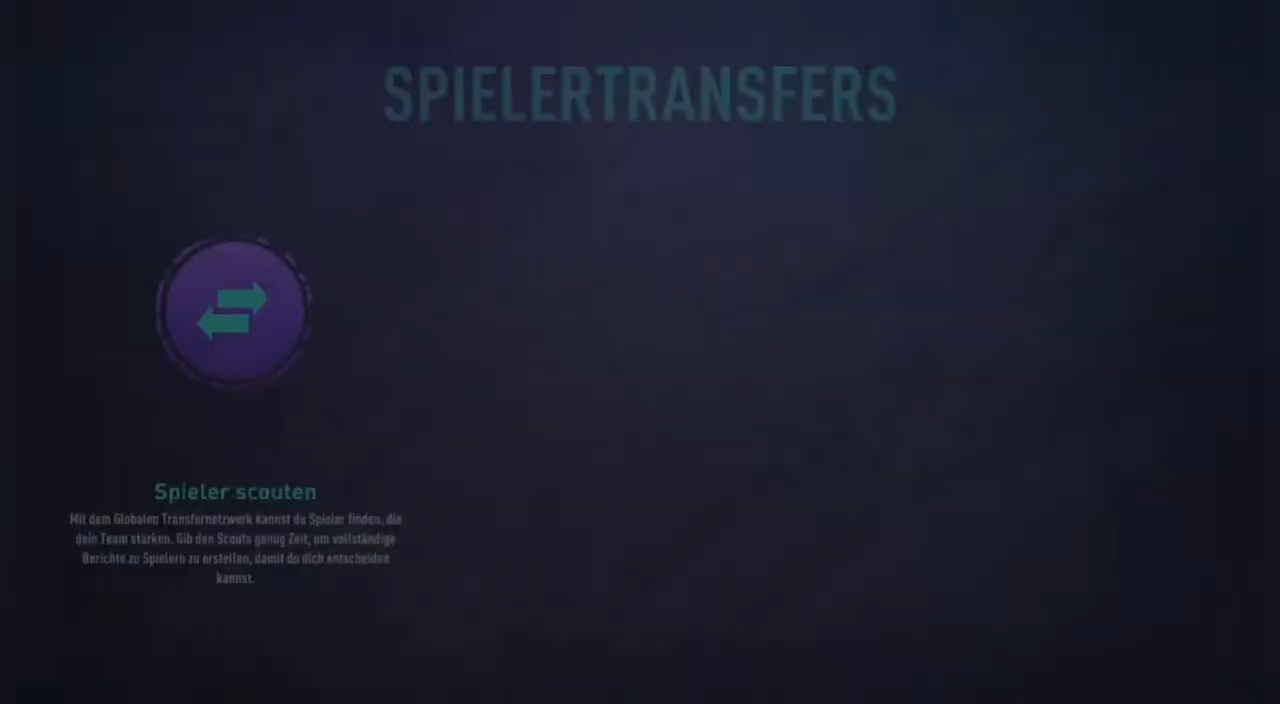 SPIELERTRANSFERS
Spieler scouten
Mit dem Globalen Transfernetzwerk kannst du Spieler finden, die
dein Team stärken. Gib den Scouts genug Zeit, um vollständige
Berichte zu Spielern zu erstellen, damit du dich entscheiden
kannst.